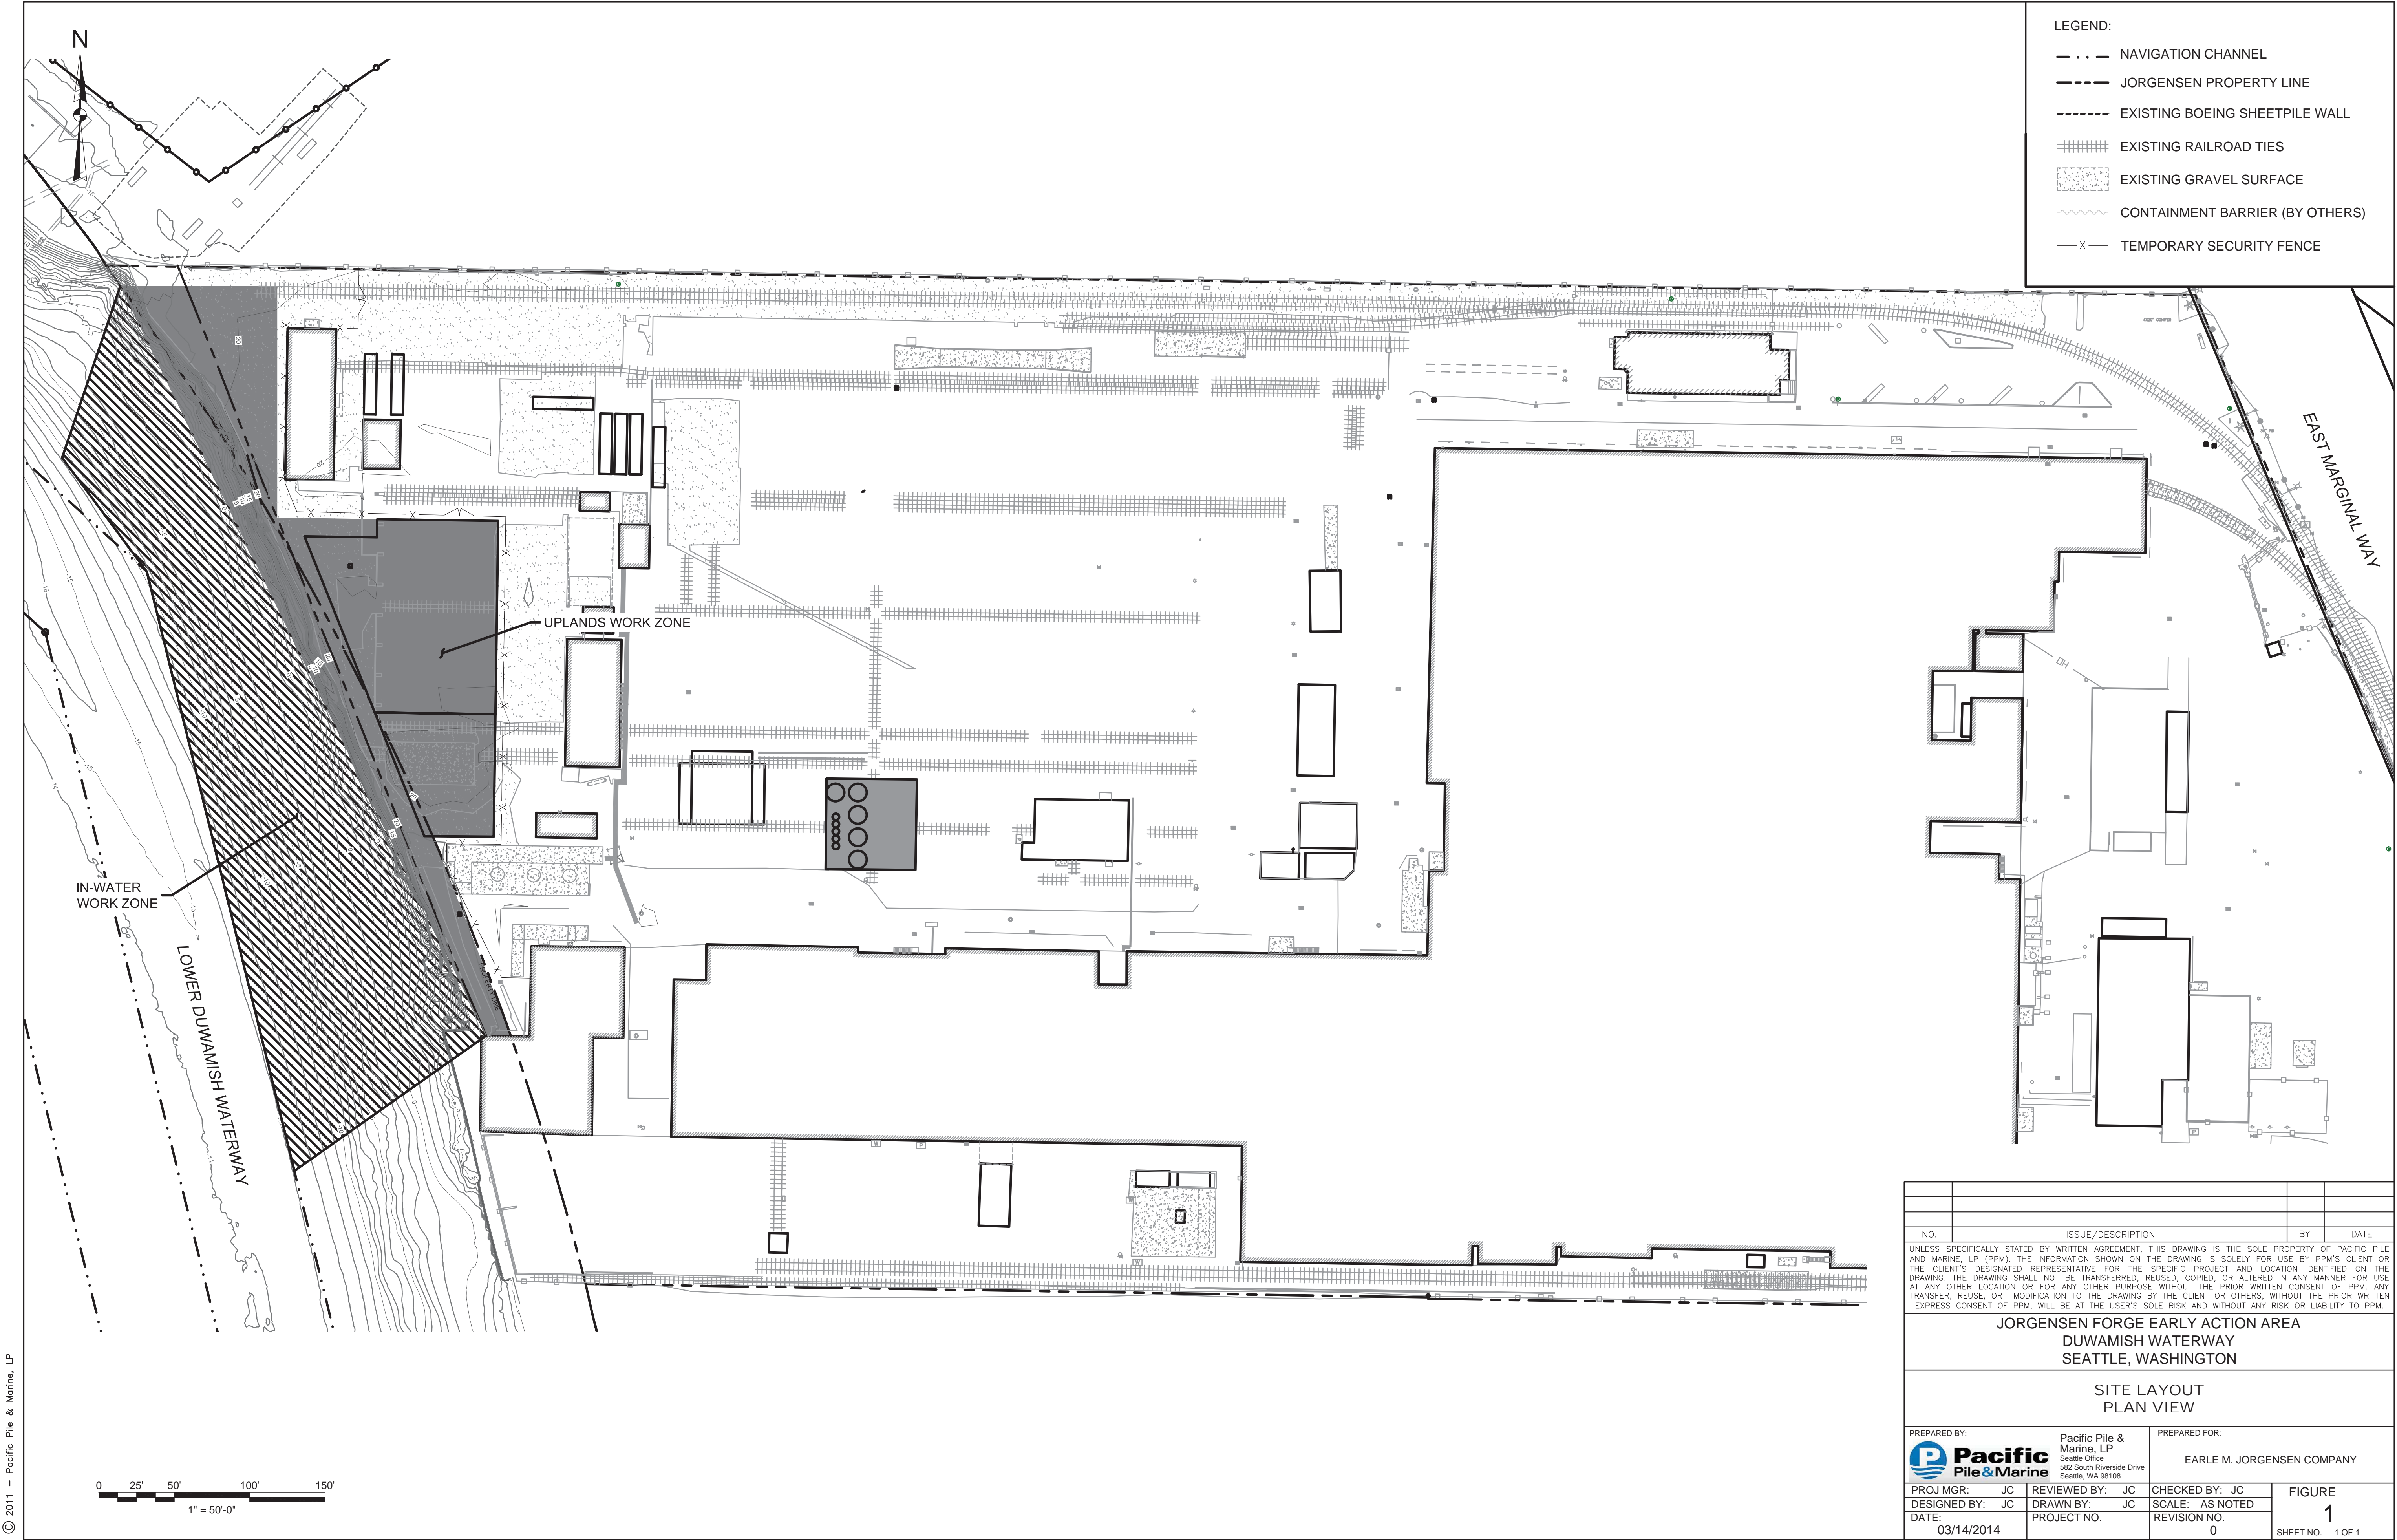 N
LEGEND:
NAVIGATION CHANNEL
JORGENSEN PROPERTY LINE
EXISTING BOEING SHEETPILE WALL
EXISTING RAILROAD TIES
EXISTING GRAVEL SURFACE
CONTAINMENT BARRIER (BY OTHERS)
X TEMPORARY SECURITY FENCE
EAST MARGINAL WAY
UPLANDS WORK ZONE
IN-WATER
WORK ZONE
LOWER DUWAMISH WATERWAY
0 25' 50' 100' 150'
1" = 50'-0"
© 2011 – Pacific Pile & Marine, LP
NO. ISSUE/DESCRIPTION BY DATE
UNLESS SPECIFICALLY STATED BY WRITTEN AGREEMENT, THIS DRAWING IS THE SOLE PROPERTY OF PACIFIC PILE
AND MARINE, LP (PPM). THE INFORMATION SHOWN ON THE DRAWING IS SOLELY FOR USE BY PPM'S CLIENT OR
THE CLIENT'S DESIGNATED REPRESENTATIVE FOR THE SPECIFIC PROJECT AND LOCATION IDENTIFIED ON THE
DRAWING. THE DRAWING SHALL NOT BE TRANSFERRED, REUSED, COPIED, OR ALTERED IN ANY MANNER FOR USE
AT ANY OTHER LOCATION OR FOR ANY OTHER PURPOSE WITHOUT THE PRIOR WRITTEN CONSENT OF PPM. ANY
TRANSFER, REUSE, OR MODIFICATION TO THE DRAWING BY THE CLIENT OR OTHERS, WITHOUT THE PRIOR WRITTEN
EXPRESS CONSENT OF PPM, WILL BE AT THE USER'S SOLE RISK AND WITHOUT ANY RISK OR LIABILITY TO PPM.
JORGENSEN FORGE EARLY ACTION AREA
DUWAMISH WATERWAY
SEATTLE, WASHINGTON
SITE LAYOUT
PLAN VIEW
PREPARED BY:
Pacific
Pile&Marine
Pacific Pile &
Marine, LP
Seattle Office
582 South Riverside Drive
Seattle, WA 98108
PREPARED FOR:
EARLE M. JORGENSEN COMPANY
PROJ MGR: JC REVIEWED BY: JC CHECKED BY: JC
DESIGNED BY: JC DRAWN BY: JC SCALE: AS NOTED
DATE: PROJECT NO. REVISION NO.
03/14/2014 0
FIGURE
1
SHEET NO. 1 OF 1